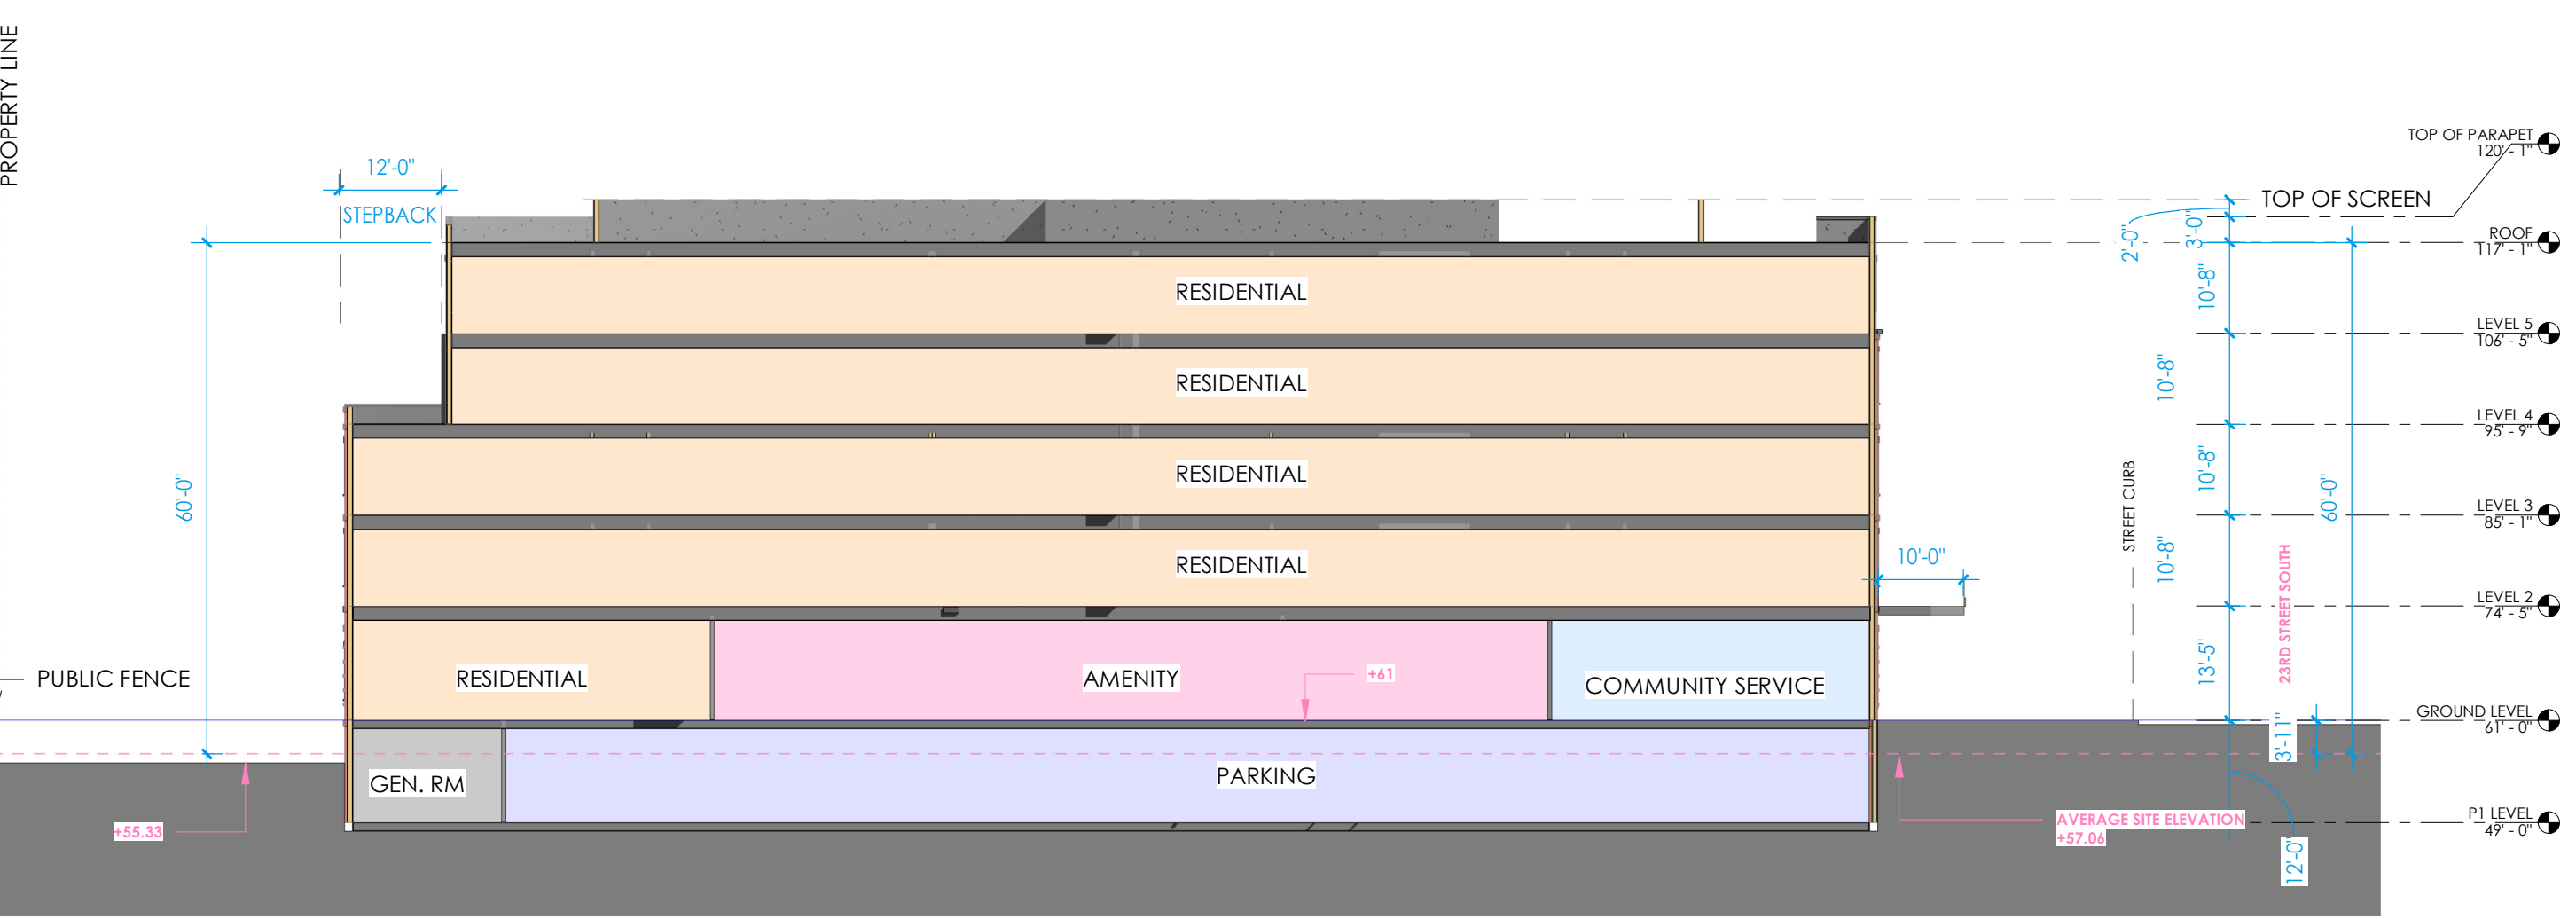 PROPERTY LINE
12'-0"
STEPBACK
60'-0"
PUBLIC FENCE
+55.33
RESIDENTIAL
RESIDENTIAL
RESIDENTIAL
RESIDENTIAL
RESIDENTIAL
AMENITY
+61
COMMUNITY SERVICE
GEN. RM
PARKING
10'-0"
STREET CURB
AVERAGE SITE ELEVATION
+57.06
TOP OF SCREEN
2'-0"
3'-0"
10'-8"
10'-8"
10'-8"
10'-8"
13'-5"
3'-11"
12'-0"
23RD STREET SOUTH
60'-0"
TOP OF PARAPET
120' - 1"
ROOF
117' - 1"
LEVEL 5
106' - 5"
LEVEL 4
95' - 9"
LEVEL 3
85' - 1"
LEVEL 2
74' - 5"
GROUND LEVEL
61' - 0"
P1 LEVEL
49' - 0"